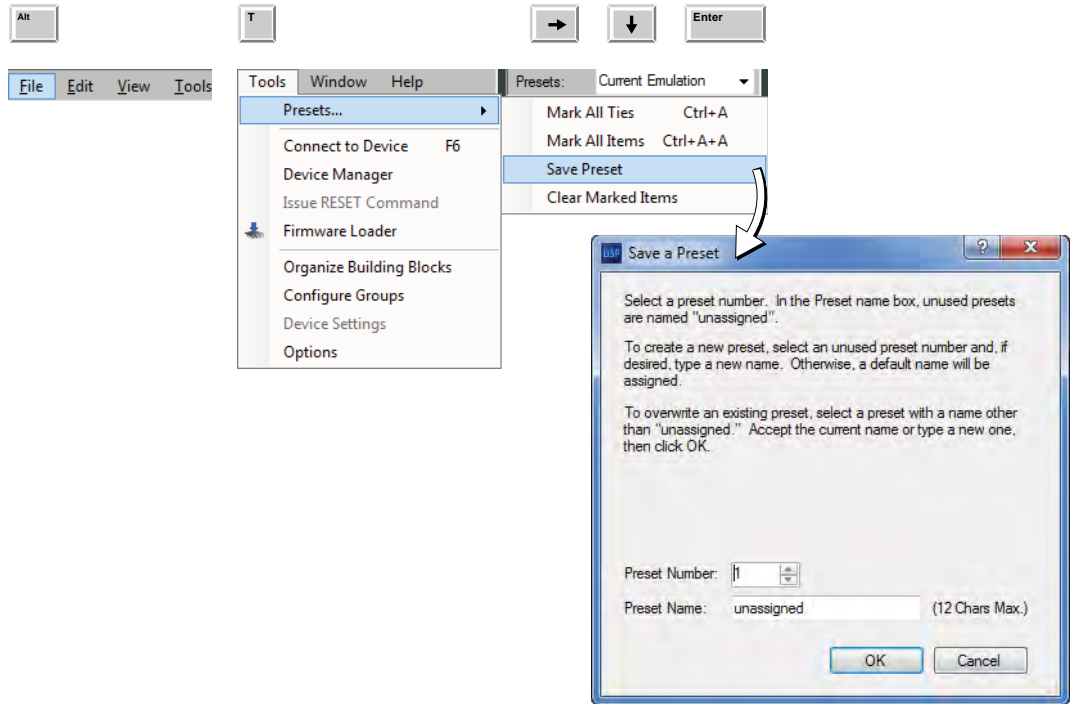 Alt
T
Enter
File Edit View Tools
Tools Window Help
Presets...
Connect to Device F6
Device Manager
Issue RESET Command
Firmware Loader
Organize Building Blocks
Configure Groups
Device Settings
Options
Presets: Current Emulation
Mark All Ties Ctrl+A
Mark All Items Ctrl+A+A
Save Preset
Clear Marked Items
DSP Save a Preset
Select a preset number. In the Preset name box, unused presets
are named "unassigned".
To create a new preset, select an unused preset number and, if
desired, type a new name. Otherwise, a default name will be
assigned.
To overwrite an existing preset, select a preset with a name other
than "unassigned." Accept the current name or type a new one,
then click OK.
Preset Number: 1
Preset Name: unassigned (12 Chars Max.)
OK Cancel